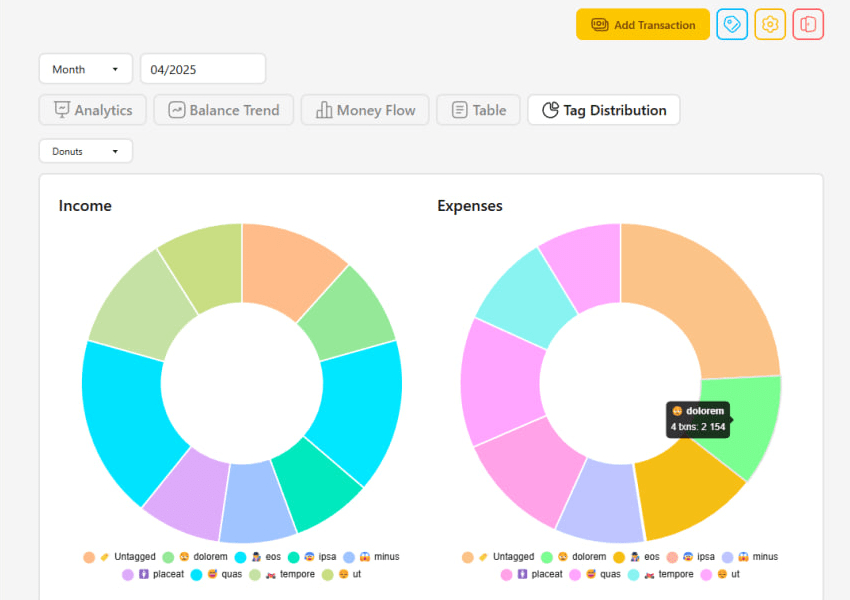 Add Transaction
Month 04/2025
Analytics Balance Trend Money Flow Table Tag Distribution
Donuts
Income Expenses
dolorem
4 txns: 2 154
Untagged dolorem eos ipsa minus
placeat quas tempore ut
Untagged dolorem eos ipsa minus
placeat quas tempore ut